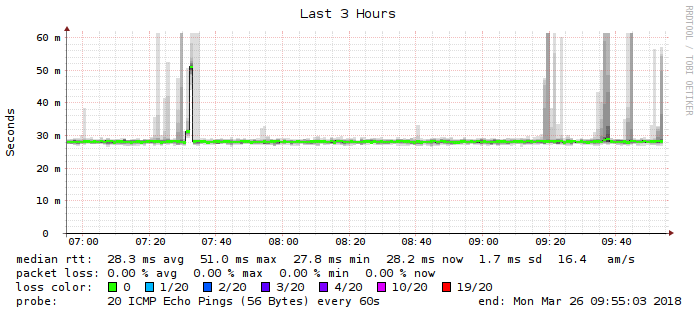 Last 3 Hours
RRDTOOL / TOBI OETIKER
Seconds
60 m
50 m
40 m
30 m
20 m
10 m
0
07:00 07:20 07:40 08:00 08:20 08:40 09:00 09:20 09:40
median rtt: 28.3 ms avg 51.0 ms max 27.8 ms min 28.2 ms now 1.7 ms sd 16.4 am/s
packet loss: 0.00 % avg 0.00 % max 0.00 % min 0.00 % now
loss color: 0 1/20 2/20 3/20 4/20 10/20 19/20
probe: 20 ICMP Echo Pings (56 Bytes) every 60s end: Mon Mar 26 09:55:03 2018